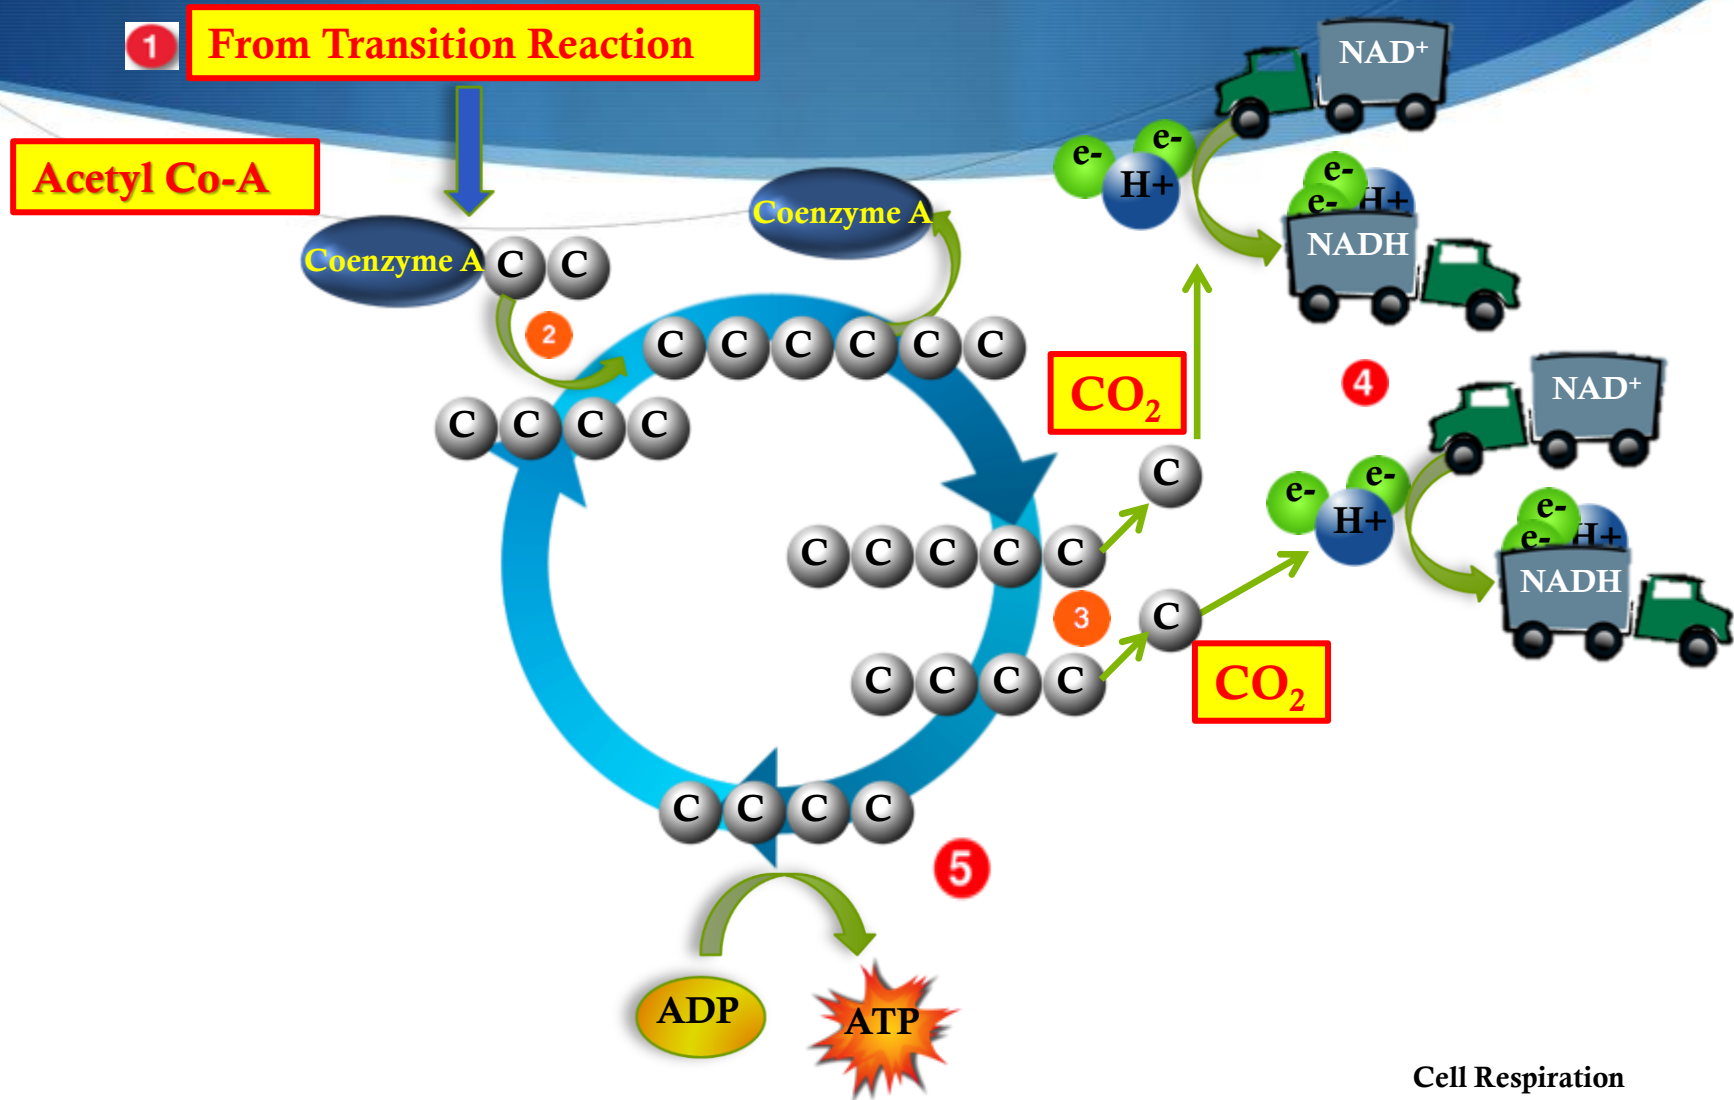 1 From Transition Reaction
NAD+
Acetyl Co-A
e- e-
H+
e-
e- H+
NADH
Coenzyme A
Coenzyme A C C
2
C C C C C C
CO2
4
NAD+
C C C C
C
e- e-
H+
e-
e- H+
NADH
C C C C C
3
C
C C C C
CO2
C C C C
5
ADP
ATP
Cell Respiration